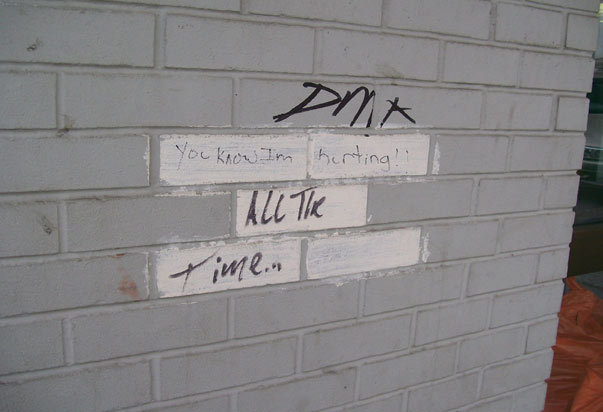 DMX
You know Im hurting!!
ALL The
Time...